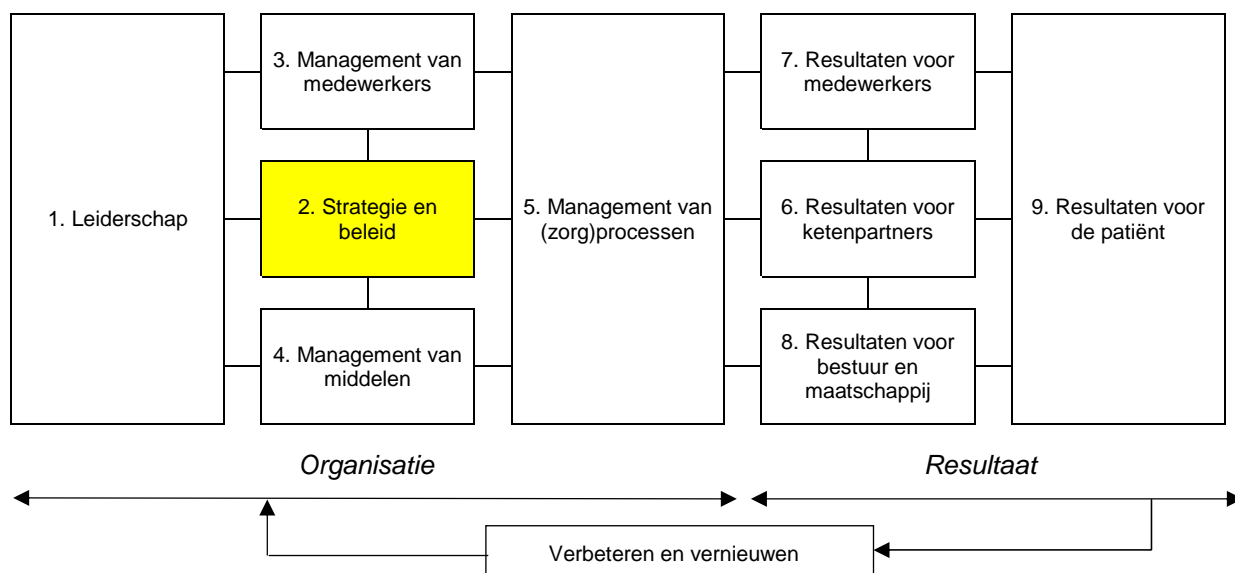 1. Leiderschap
3. Management van
medewerkers
2. Strategie en
beleid
4. Management van
middelen
5. Management van
(zorg)processen
7. Resultaten voor
medewerkers
6. Resultaten voor
ketenpartners
8. Resultaten voor
bestuur en
maatschappij
9. Resultaten voor
de patiënt
Organisatie
Resultaat
Verbeteren en vernieuwen